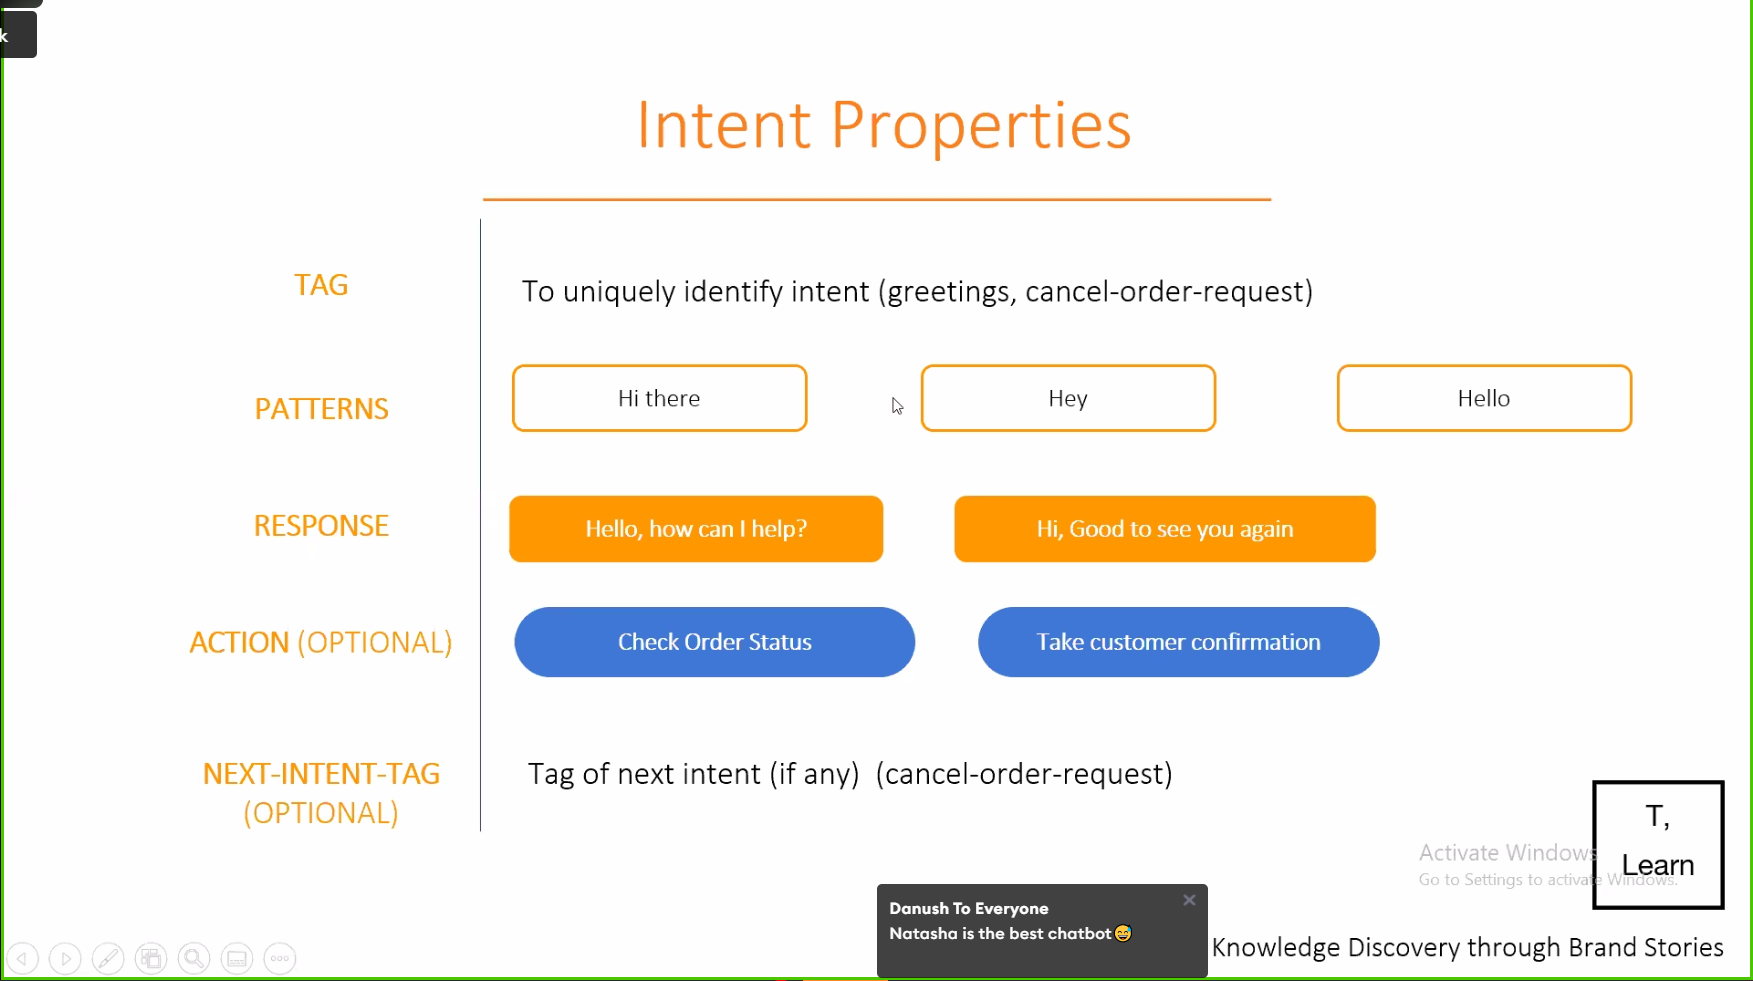 k
Intent Properties
TAG
To uniquely identify intent (greetings, cancel-order-request)
PATTERNS
Hi there
Hey
Hello
RESPONSE
Hello, how can I help?
Hi, Good to see you again
ACTION (OPTIONAL)
Check Order Status
Take customer confirmation
NEXT-INTENT-TAG
(OPTIONAL)
Tag of next intent (if any) (cancel-order-request)
T,
Learn
Activate Windows
Go to Settings to activate Windows.
Danush To Everyone
Natasha is the best chatbot😅
Knowledge Discovery through Brand Stories